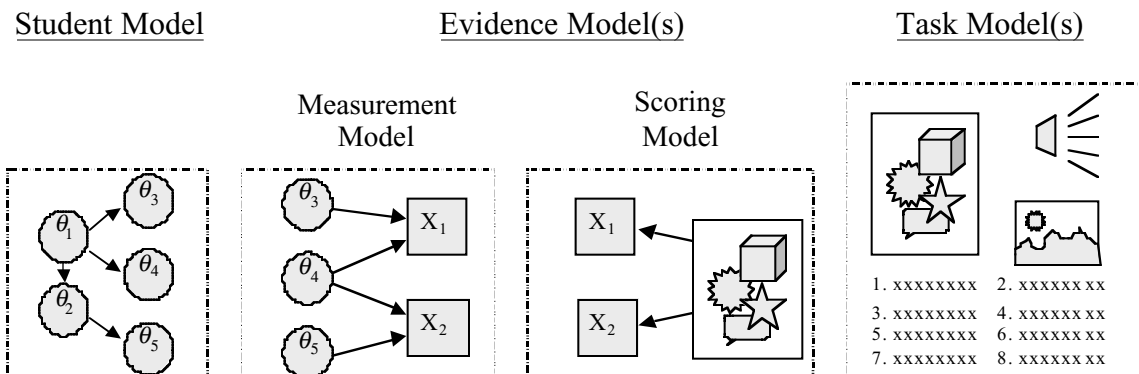 Student Model
Evidence Model(s)
Task Model(s)
Measurement
Model
Scoring
Model
θ1
θ2
θ3
θ4
θ5
θ3
θ4
θ5
X1
X2
X1
X2
1. xxxxxxxx 2. xxxxxx xx
3. xxxxxxxx 4. xxxxxx xx
5. xxxxxxxx 6. xxxxxx xx
7. xxxxxxxx 8. xxxxxx xx